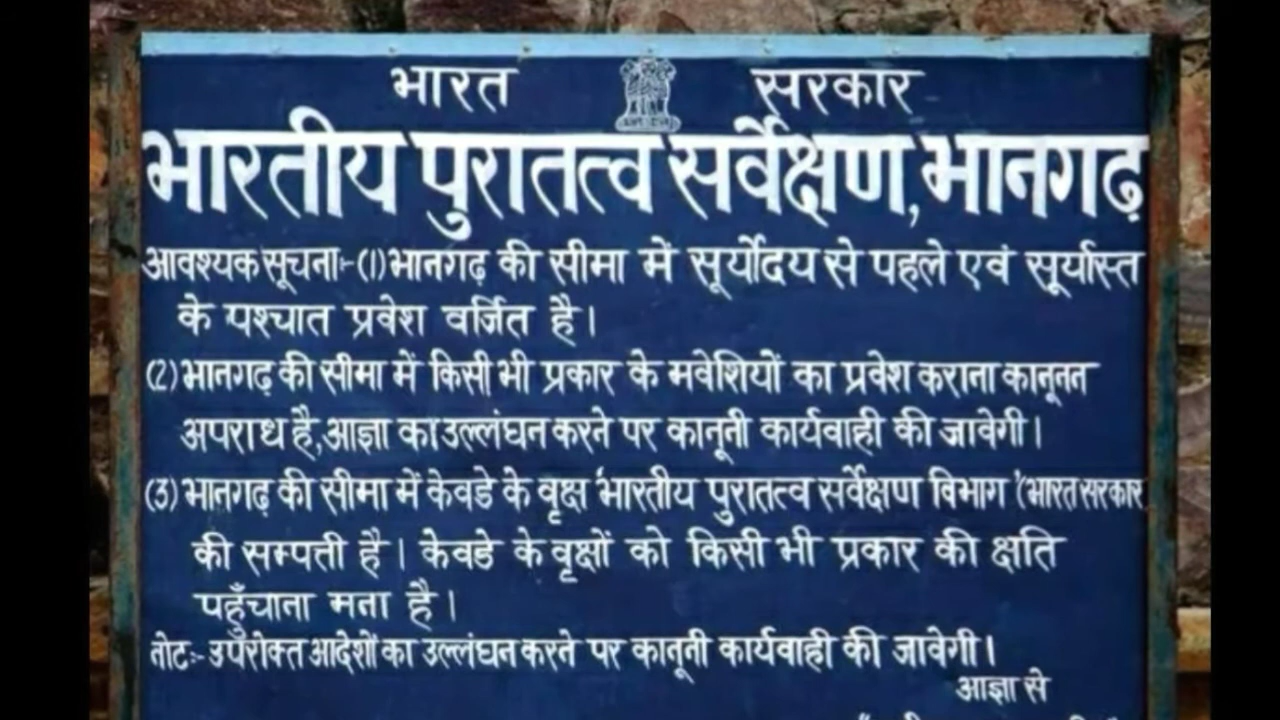 भारत सरकार
भारतीय पुरातत्व सर्वेक्षण, भानगढ़
आवश्यक सूचना:-(1) भानगढ़ की सीमा में सूर्योदय से पहले एवं सूर्यास्त
के पश्चात प्रवेश वर्जित है।
(2) भानगढ़ की सीमा में किसी भी प्रकार के मवेशियों का प्रवेश कराना कानूनन
अपराध है, आज्ञा का उल्लंघन करने पर कानूनी कार्यवाही की जावेगी।
(3) भानगढ़ की सीमा में केवडे के वृक्ष 'भारतीय पुरातत्व सर्वेक्षण विभाग' (भारत सरकार
की सम्पती है। केवडे के वृक्षों को किसी भी प्रकार की क्षति
पहुँचाना मना है।
नोट:- उपरोक्त आदेशों का उल्लंघन करने पर कानूनी कार्यवाही की जावेगी।
आज्ञा से